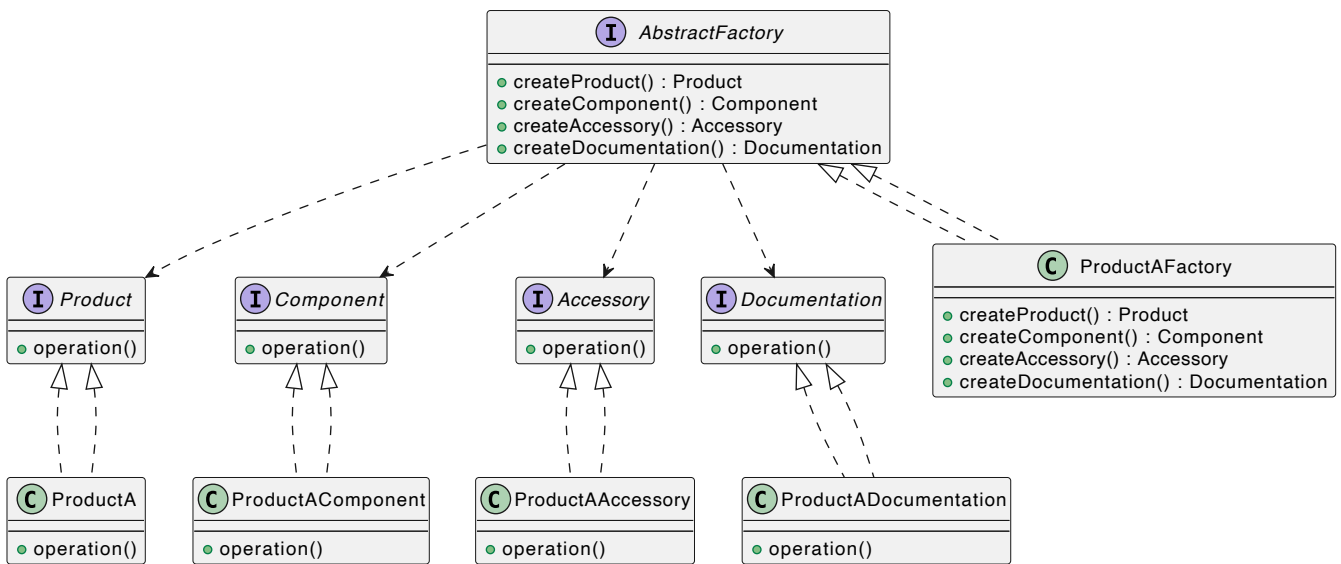 I AbstractFactory
createProduct() : Product
createComponent() : Component
createAccessory() : Accessory
createDocumentation() : Documentation
C ProductAFactory
createProduct() : Product
createComponent() : Component
createAccessory() : Accessory
createDocumentation() : Documentation
I Product
operation()
I Component
operation()
I Accessory
operation()
I Documentation
operation()
C ProductA
operation()
C ProductAComponent
operation()
C ProductAAccessory
operation()
C ProductADocumentation
operation()